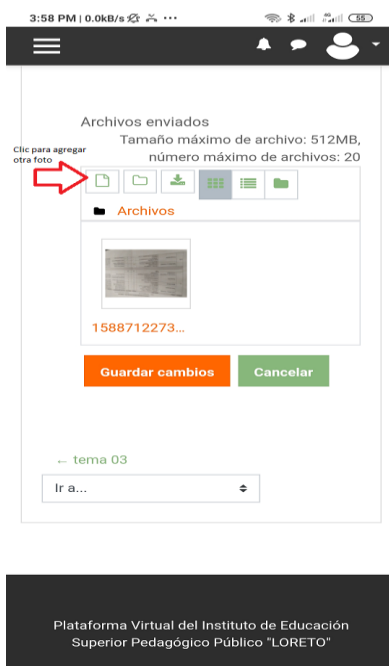 3:58 PM | 0.0kB/s
55
Archivos enviados
Tamaño máximo de archivo: 512MB,
número máximo de archivos: 20
Clic para agregar
otra foto
Archivos
1588712273...
Guardar cambios
Cancelar
← tema 03
Ir a...
Plataforma Virtual del Instituto de Educación
Superior Pedagógico Público "LORETO"